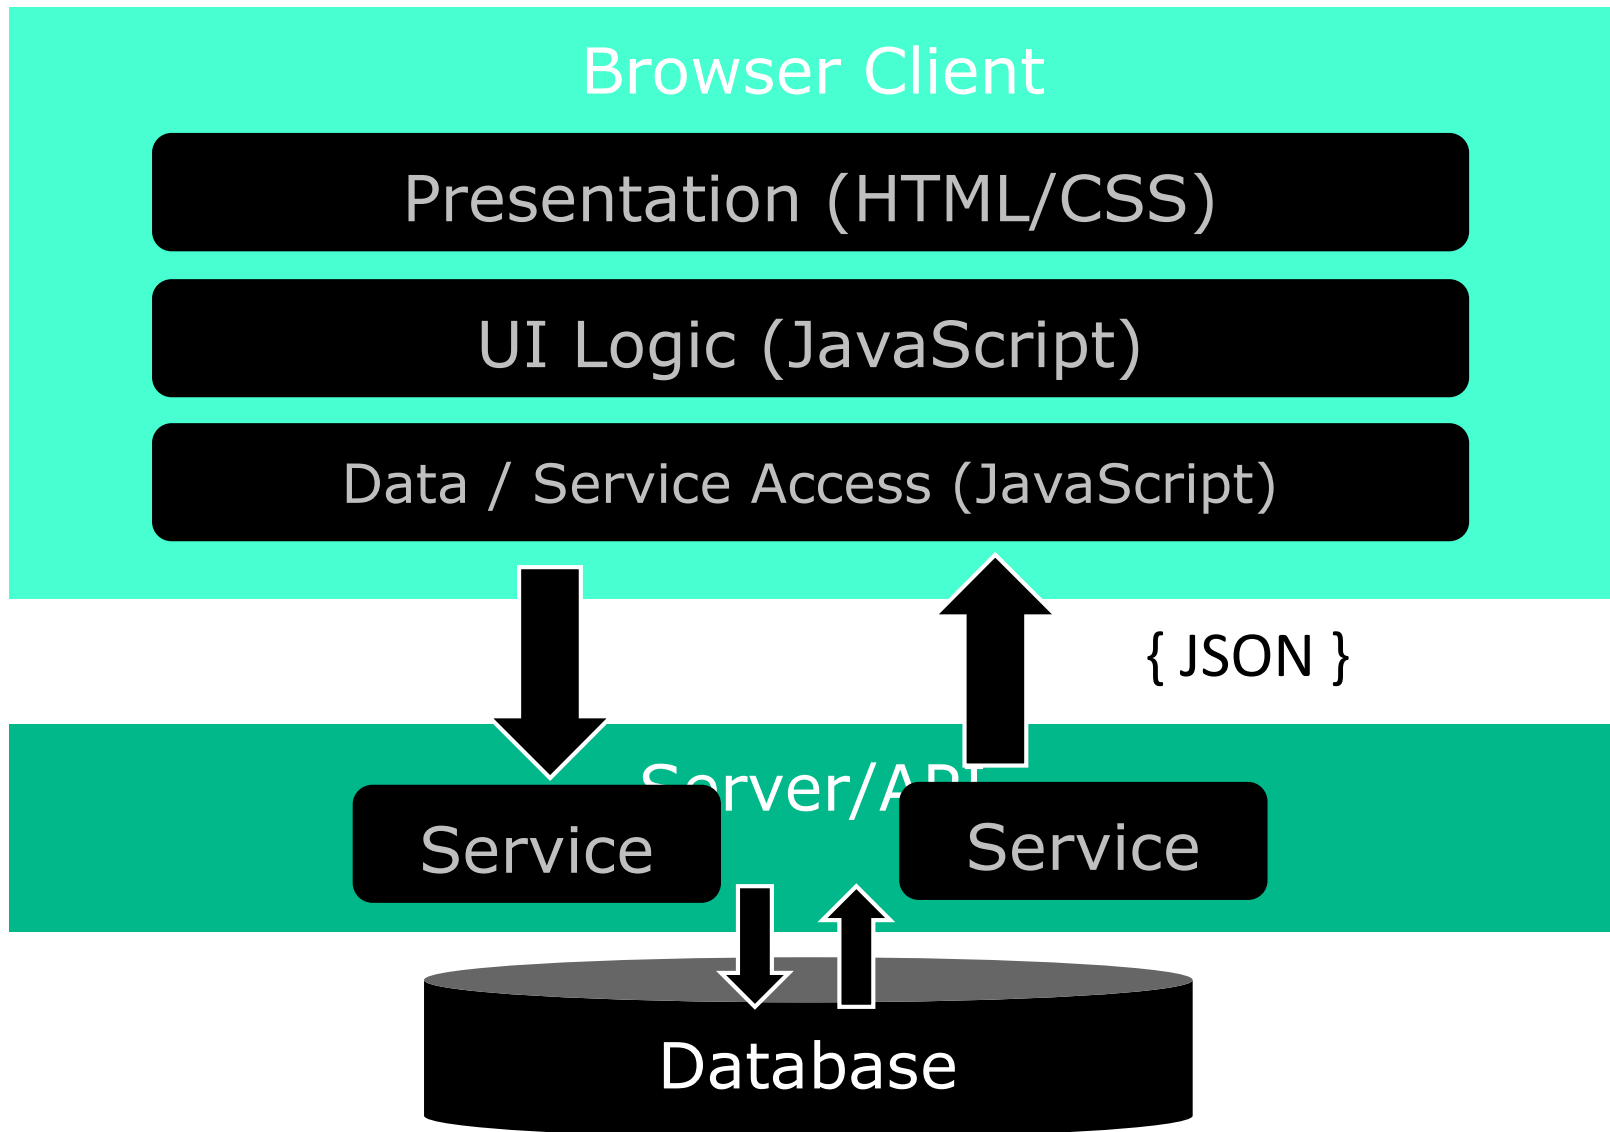 Browser Client
Presentation (HTML/CSS)
UI Logic (JavaScript)
Data / Service Access (JavaScript)
{ JSON }
Server/API
Service
Service
Database